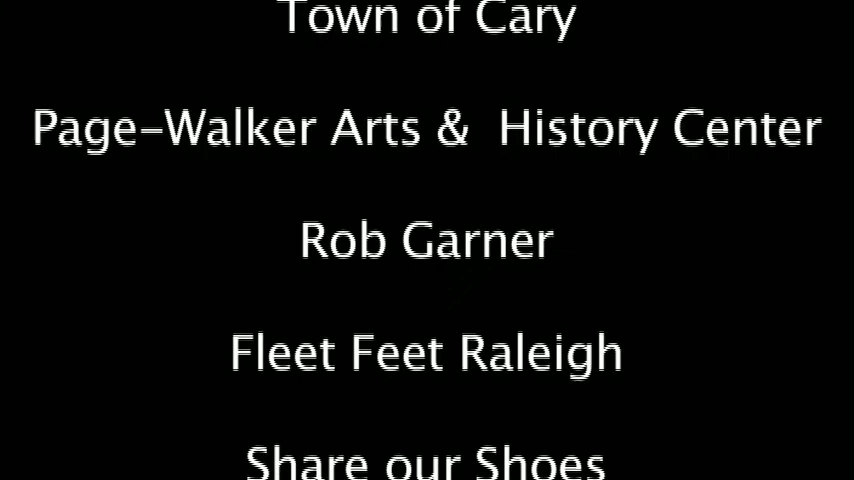 Town of Cary
Page-Walker Arts & History Center
Rob Garner
Fleet Feet Raleigh
Share our Shoes